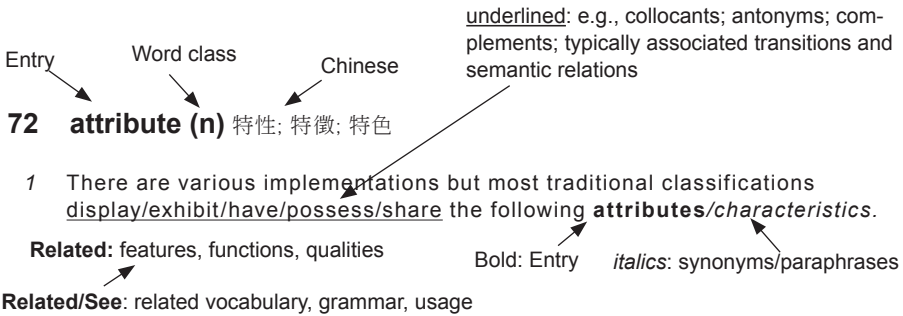 underlined: e.g., collocants; antonyms; com-
plements; typically associated transitions and
semantic relations
Entry
Word class
Chinese
72 attribute (n) 特性; 特徵; 特色
1 There are various implementations but most traditional classifications
display/exhibit/have/possess/share the following attributes/characteristics.
Related: features, functions, qualities
Bold: Entry
italics: synonyms/paraphrases
Related/See: related vocabulary, grammar, usage